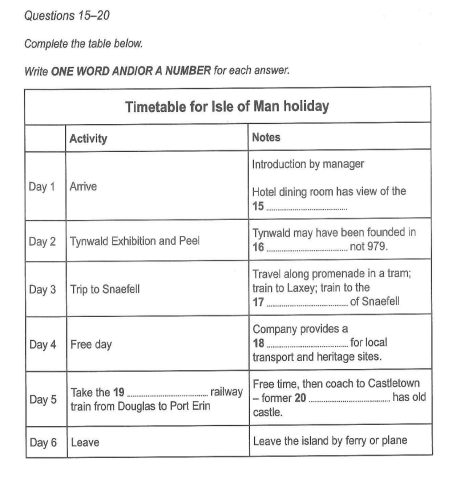 Questions 15–20
Complete the table below.
Write ONE WORD AND/OR A NUMBER for each answer.
Timetable for Isle of Man holiday
Activity
Notes
Day 1
Arrive
Introduction by manager
Hotel dining room has view of the
15 ................................
Day 2
Tynwald Exhibition and Peel
Tynwald may have been founded in
16 ................................ not 979.
Day 3
Trip to Snaefell
Travel along promenade in a tram;
train to Laxey; train to the
17 ................................ of Snaefell
Day 4
Free day
Company provides a
18 ................................ for local
transport and heritage sites.
Day 5
Take the 19 ................................ railway
train from Douglas to Port Erin
Free time, then coach to Castletown
– former 20 ................................ has old
castle.
Day 6
Leave
Leave the island by ferry or plane